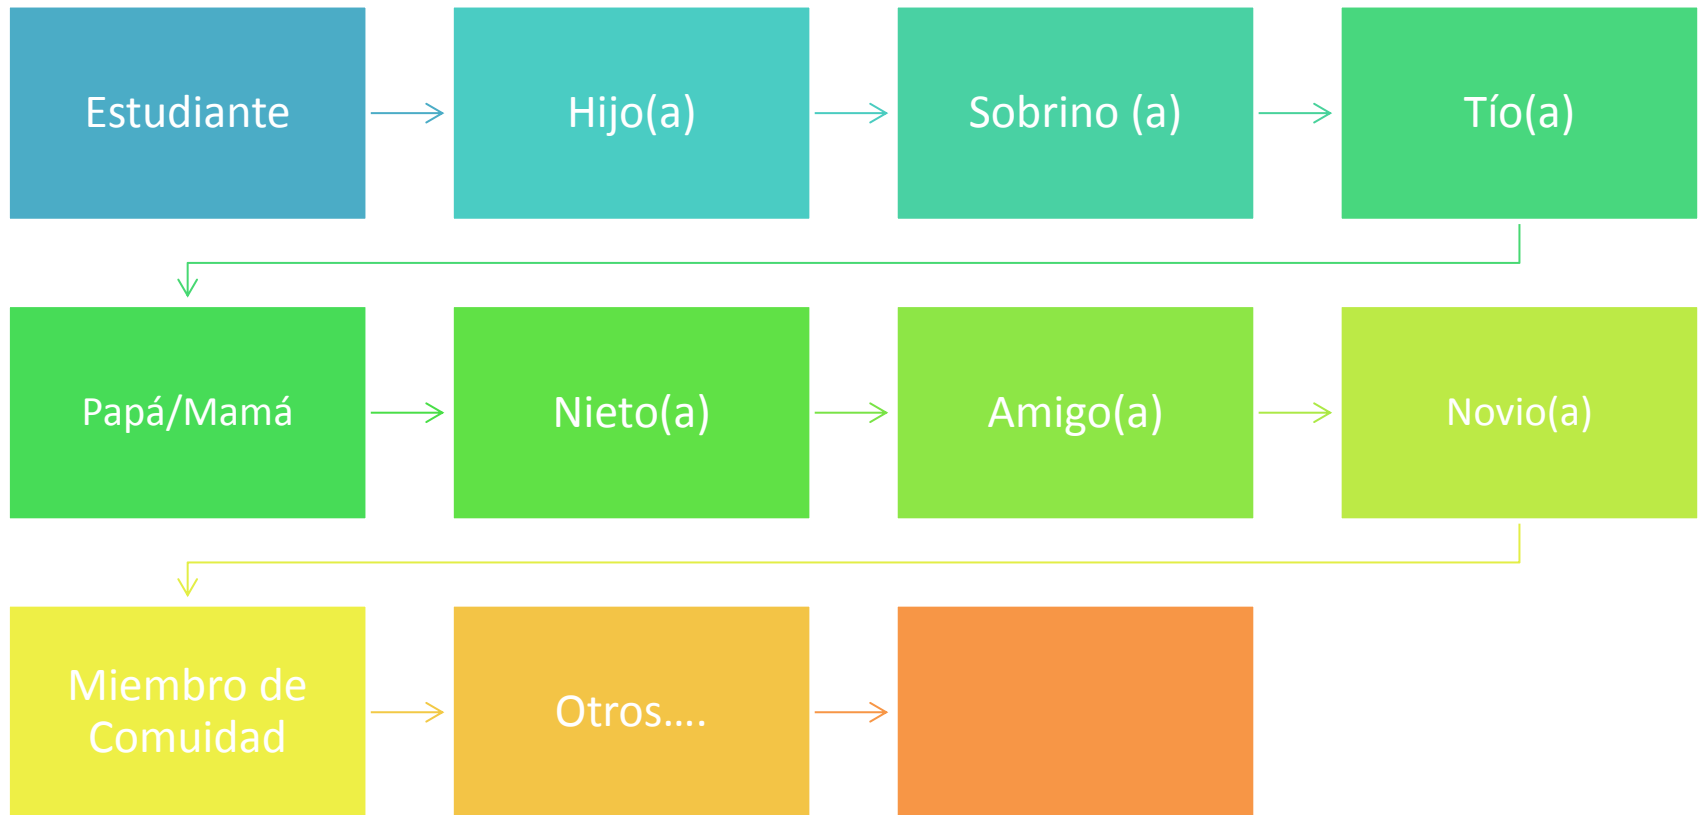 Estudiante
Hijo(a)
Sobrino (a)
Tío(a)
Papá/Mamá
Nieto(a)
Amigo(a)
Novio(a)
Miembro de
Comuidad
Otros....